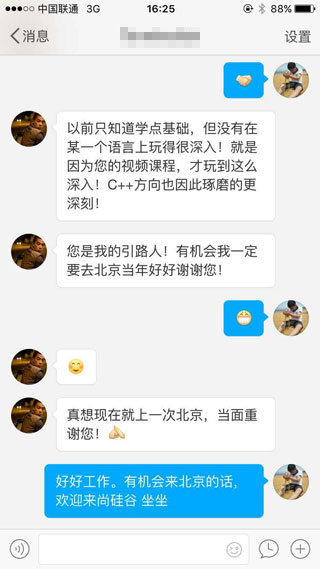 中国联通 3G 16:25 88%
消息 设置
以前只知道学点基础，但没有在
某一个语言上玩得很深入！就是
因为您的视频课程，才玩到这么
深入！C++方向也因此琢磨的更
深刻！
您是我的引路人！有机会我一定
要去北京当年好好谢谢您！
真想现在就上一次北京，当面重
谢您！
好好工作。有机会来北京的话，
欢迎来尚硅谷 坐坐